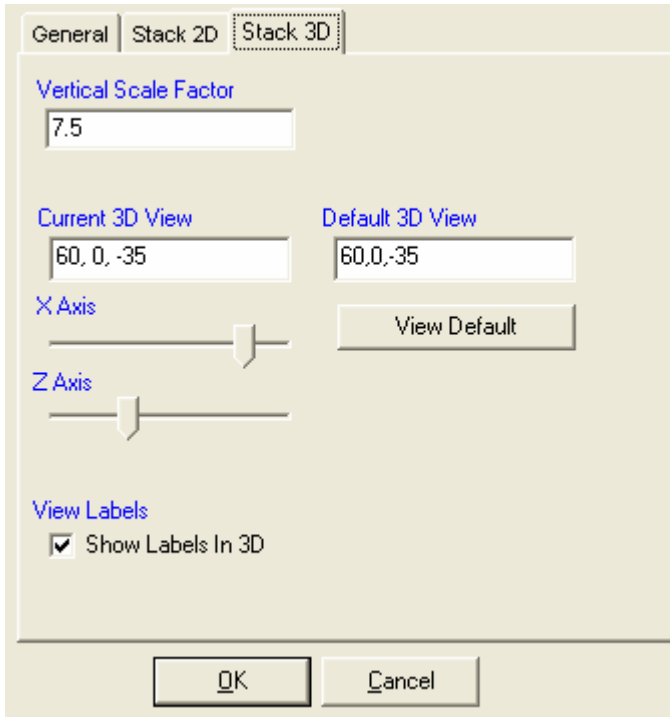 General Stack 2D Stack 3D
Vertical Scale Factor
7.5
Current 3D View Default 3D View
60, 0, -35 60,0,-35
X Axis
View Default
Z Axis
View Labels
Show Labels In 3D
OK Cancel